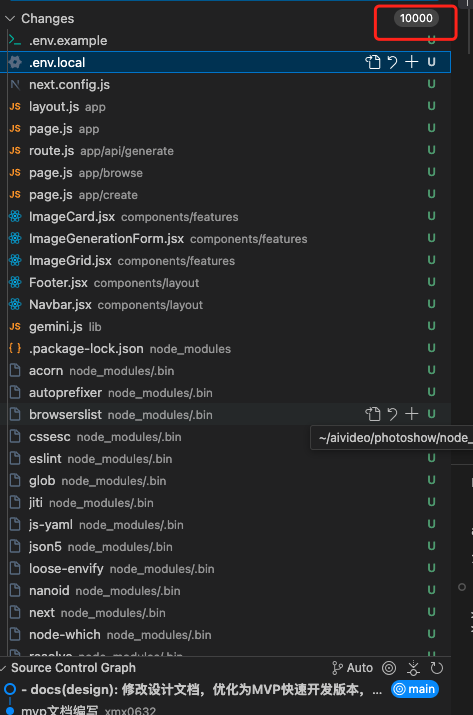 Changes 10000
.env.example U
.env.local U
next.config.js U
JS layout.js app U
JS page.js app U
JS route.js app/api/generate U
JS page.js app/browse U
JS page.js app/create U
ImageCard.jsx components/features U
ImageGenerationForm.jsx components/features U
ImageGrid.jsx components/features U
Footer.jsx components/layout U
Navbar.jsx components/layout U
JS gemini.js lib U
.package-lock.json node_modules U
acorn node_modules/.bin U
autoprefixer node_modules/.bin U
browserslist node_modules/.bin U
cssesc node_modules/.bin
~/aivideo/photoshow/node_
eslint node_modules/.bin U
glob node_modules/.bin U
jiti node_modules/.bin U
js-yaml node_modules/.bin U
json5 node_modules/.bin U
loose-envify node_modules/.bin U
nanoid node_modules/.bin U
next node_modules/.bin U
node-which node_modules/.bin U
resolve node_modules/.bin U
Source Control Graph Auto
- docs(design): 修改设计文档，优化为MVP快速开发版本，... main
mvp文档编写 xmx0632